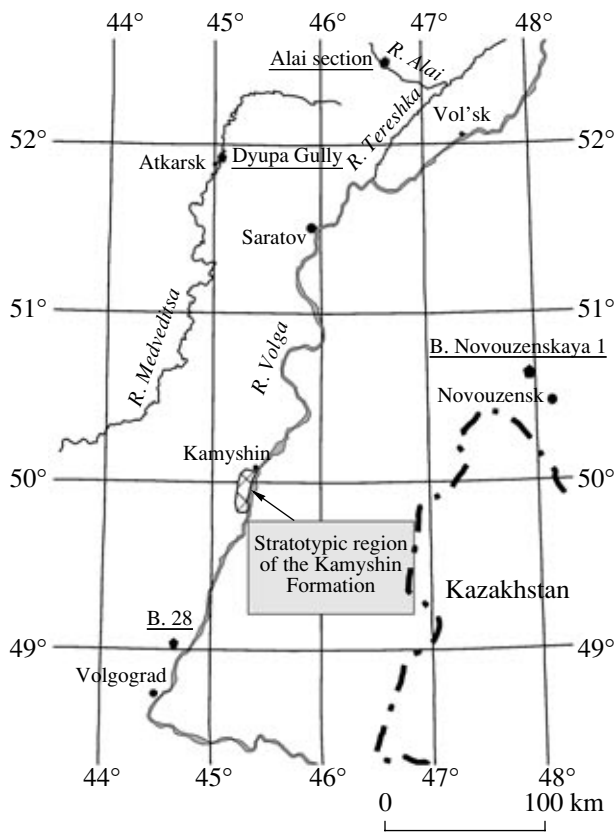 44° 45° 46° 47° 48°
Alai section
R. Alai
R. Tereshka
Vol'sk
52° 52°
Atkarsk
Dyupa Gully
Saratov
51° 51°
R. Medveditsa
R. Volga
B. Novouzenskaya 1
Novouzensk
Kamyshin
50° 50°
Stratotypic region
of the Kamyshin
Formation
Kazakhstan
B. 28
49° 49°
Volgograd
44° 45° 46° 47° 48°
0 100 km